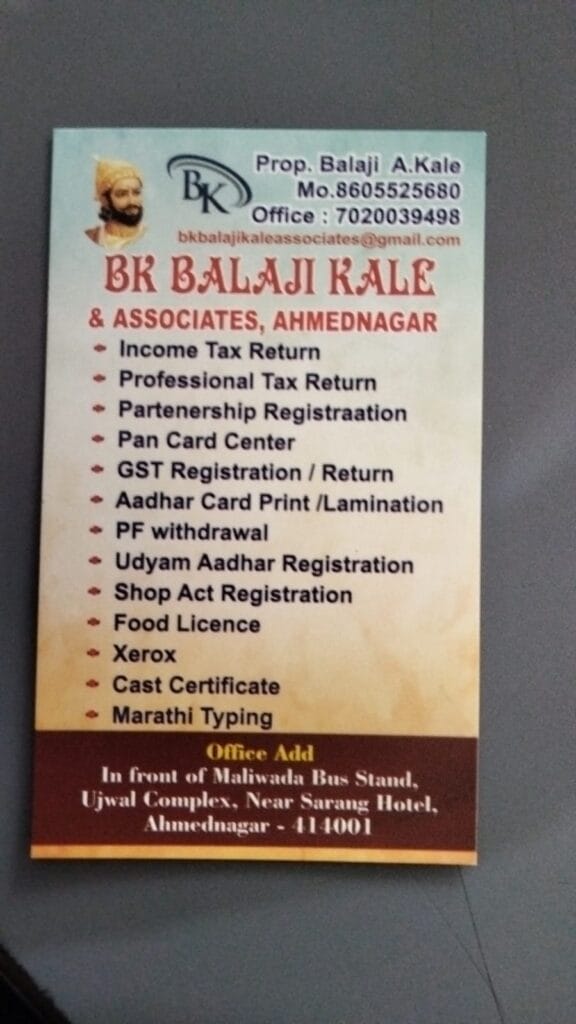 BK
Prop. Balaji A.Kale
Mo.8605525680
Office : 7020039498
bkbalajikaleassociates@gmail.com
BK BALAJI KALE
& ASSOCIATES, AHMEDNAGAR
Income Tax Return
Professional Tax Return
Partenership Registraation
Pan Card Center
GST Registration / Return
Aadhar Card Print /Lamination
PF withdrawal
Udyam Aadhar Registration
Shop Act Registration
Food Licence
Xerox
Cast Certificate
Marathi Typing
Office Add
In front of Maliwada Bus Stand,
Ujwal Complex, Near Sarang Hotel,
Ahmednagar - 414001